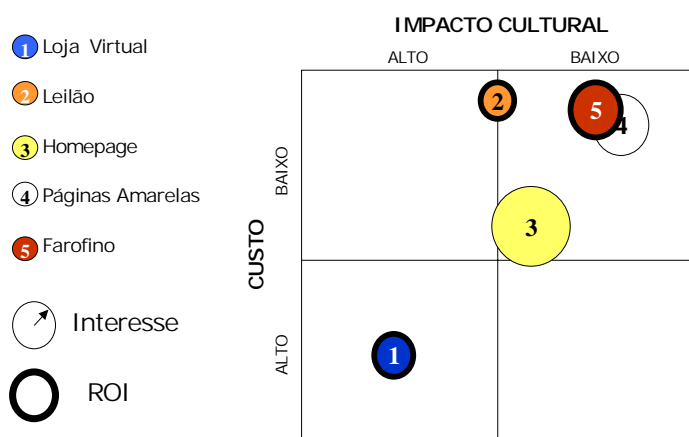 IMPACTO CULTURAL
ALTO BAIXO
1 Loja Virtual
2 Leilão
3 Homepage
4 Páginas Amarelas
5 Farofino
Interesse
ROI
CUSTO
BAIXO
ALTO
2
5
4
3
1